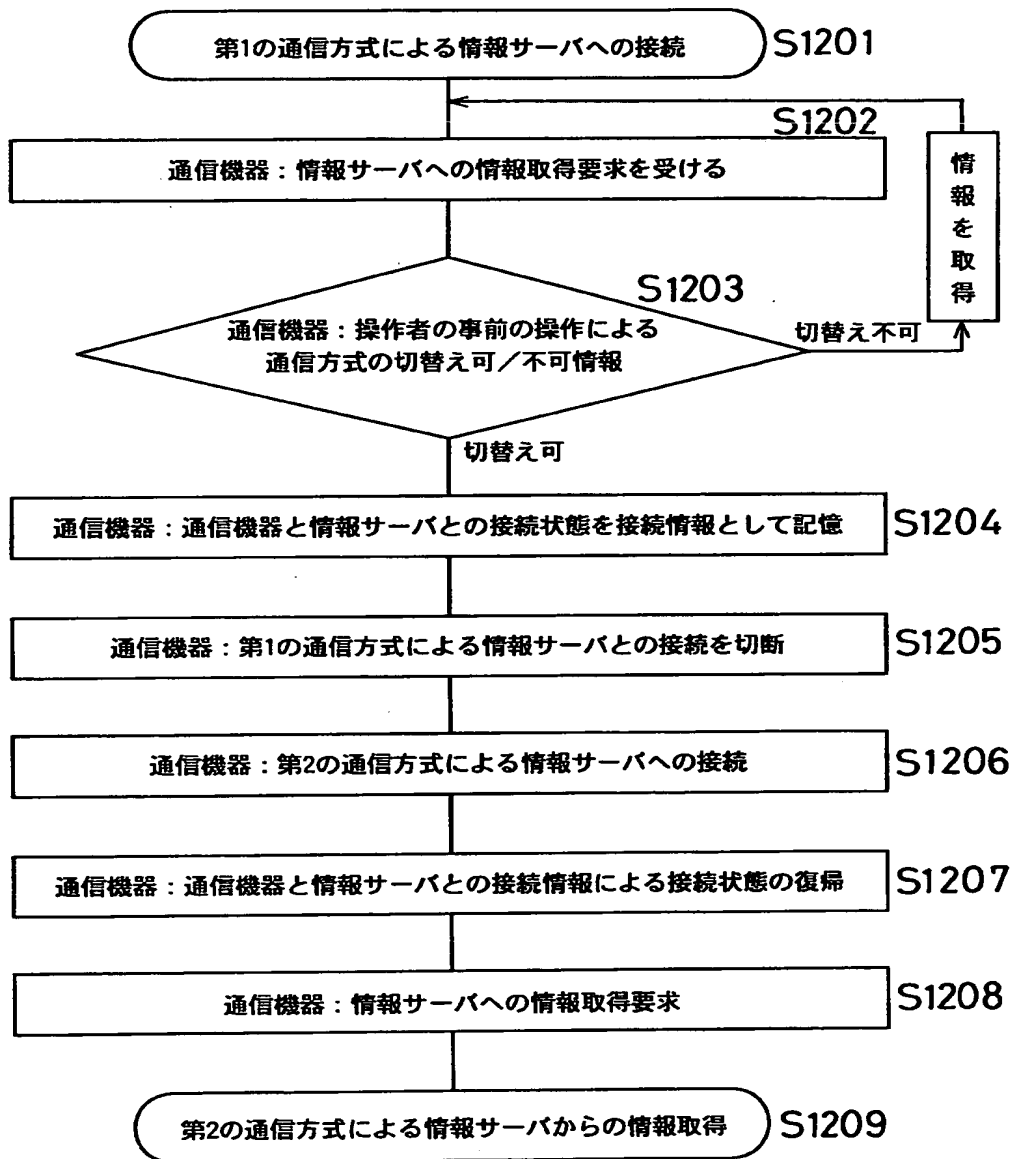 第1の通信方式による情報サーバへの接続
S1201
S1202
通信機器：情報サーバへの情報取得要求を受ける
情報を取得
S1203
通信機器：操作者の事前の操作による
通信方式の切替え可／不可情報
切替え不可
切替え可
通信機器：通信機器と情報サーバとの接続状態を接続情報として記憶
S1204
通信機器：第1の通信方式による情報サーバとの接続を切断
S1205
通信機器：第2の通信方式による情報サーバへの接続
S1206
通信機器：通信機器と情報サーバとの接続情報による接続状態の復帰
S1207
通信機器：情報サーバへの情報取得要求
S1208
第2の通信方式による情報サーバからの情報取得
S1209